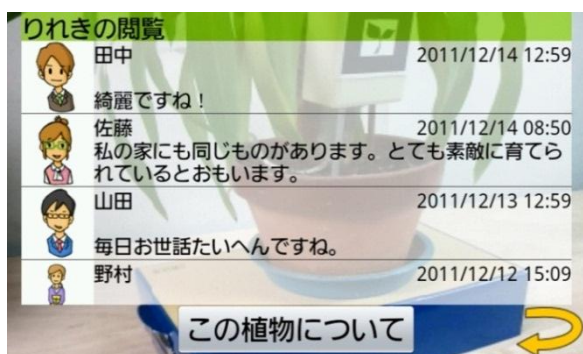 りれきの閲覧
田中 2011/12/14 12:59
綺麗ですね！
佐藤 2011/12/14 08:50
私の家にも同じものがあります。とても素敵に育てら
れているとおもいます。
山田 2011/12/13 12:59
毎日お世話たいへんですね。
野村 2011/12/12 15:09
この植物について